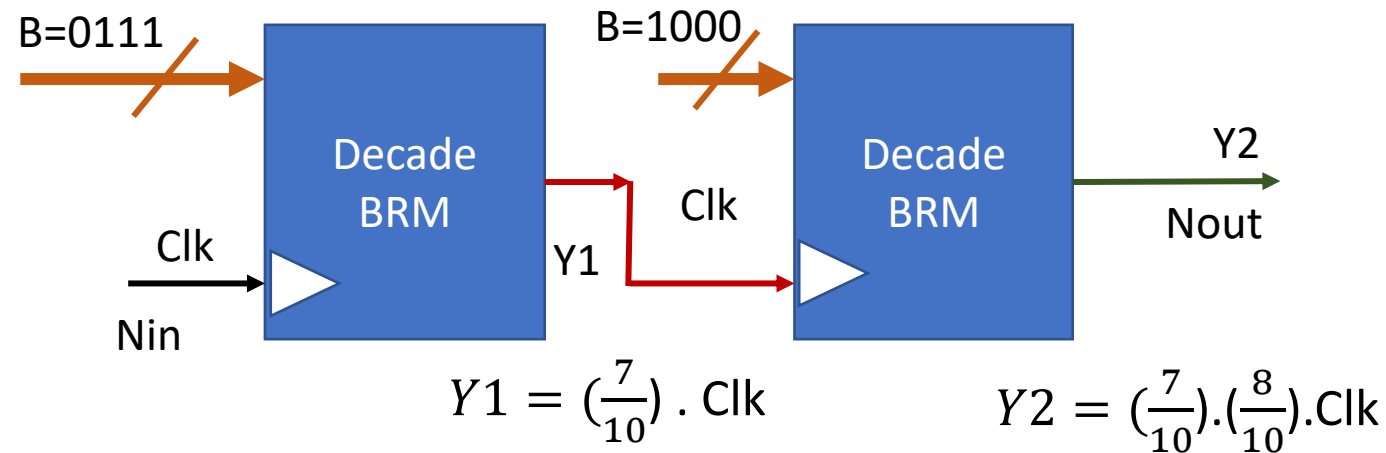 B=0111
B=1000
Decade
BRM
Decade
BRM
Y2
Clk
Clk
Y1
Nout
Nin
Y1 = (7/10) . Clk
Y2 = (7/10).(8/10).Clk